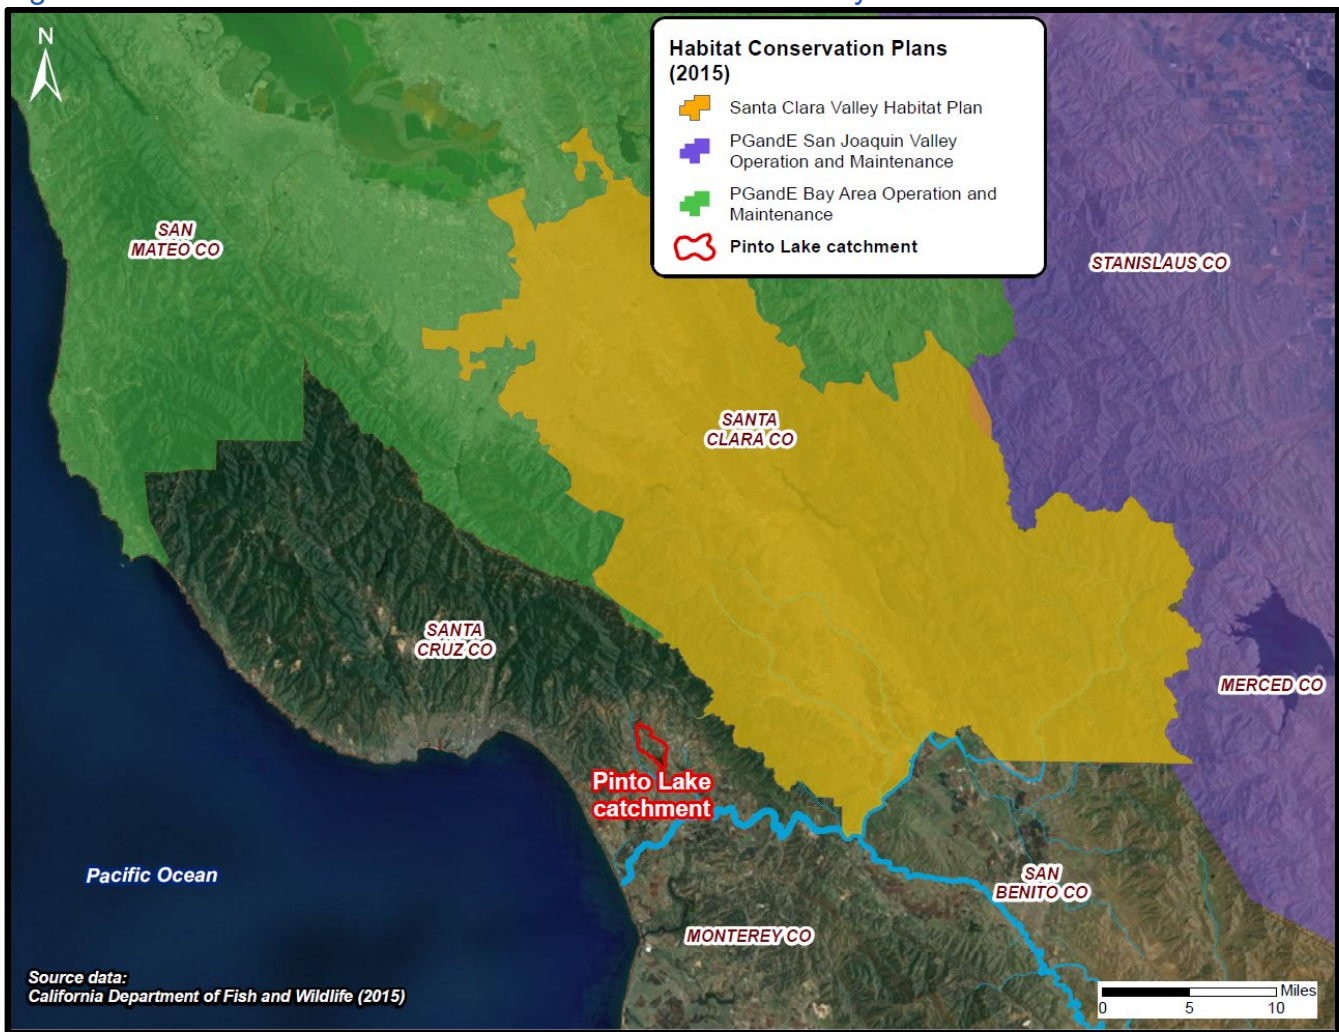 N
Habitat Conservation Plans
(2015)
Santa Clara Valley Habitat Plan
PGandE San Joaquin Valley
Operation and Maintenance
PGandE Bay Area Operation and
Maintenance
Pinto Lake catchment
SAN
MATEO CO
STANISLAUS CO
SANTA
CLARA CO
SANTA
CRUZ CO
MERCED CO
Pinto Lake
catchment
Pacific Ocean
SAN
BENITO CO
MONTEREY CO
Source data:
California Department of Fish and Wildlife (2015)
Miles
0 5 10